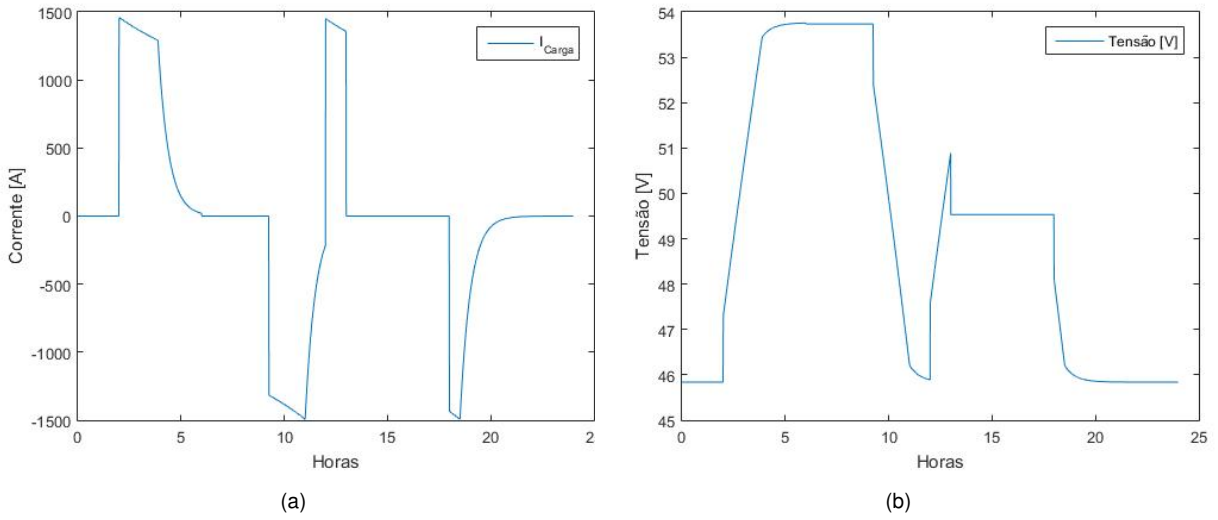 1500
1000
500
0
-500
-1000
-1500
Corrente [A]
I_Carga
0 5 10 15 20 2
Horas
(a)
54
53
52
51
50
49
48
47
46
45
Tensão [V]
Tensão [V]
0 5 10 15 20 25
Horas
(b)